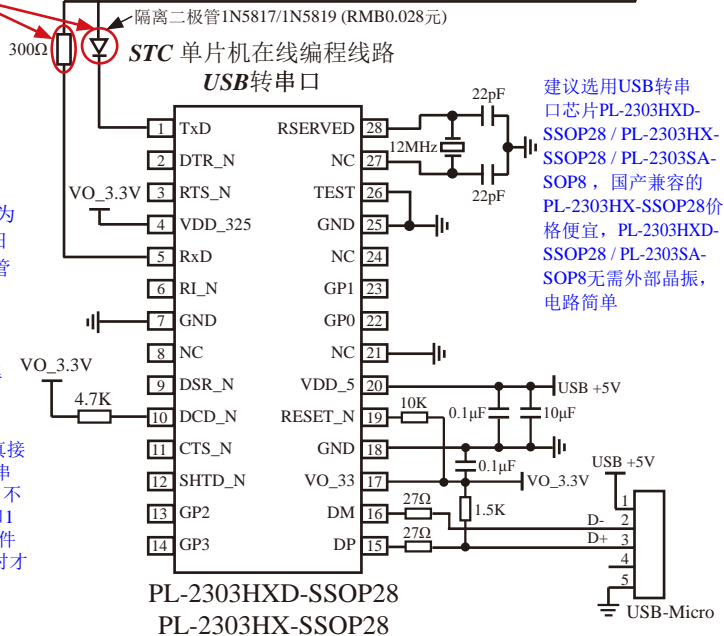 隔离二极管1N5817/1N5819 (RMB0.028元)
300Ω
STC 单片机在线编程线路
USB转串口
22pF
12MHz
22pF
建议选用USB转串
口芯片PL-2303HXD-
SSOP28 / PL-2303HX-
SSOP28 / PL-2303SA-
SOP8，国产兼容的
PL-2303HX-SSOP28价
格便宜，PL-2303HXD-
SSOP28 / PL-2303SA-
SOP8无需外部晶振，
电路简单
1 TxD RSERVED 28
2 DTR_N NC 27
VO_3.3V 3 RTS_N TEST 26
4 VDD_325 GND 25
5 RxD NC 24
6 RI_N GP1 23
7 GND GP0 22
8 NC NC 21
VO_3.3V
9 DSR_N VDD_5 20 USB +5V
4.7K
10 DCD_N RESET_N 19 10K 0.1μF 10μF
11 CTS_N GND 18
0.1μF
12 SHTD_N VO_33 17 VO_3.3V
13 GP2 DM 16 27Ω
1.5K
14 GP3 DP 15 27Ω
USB +5V
1
D- 2
D+ 3
4
5
USB-Micro
PL-2303HXD-SSOP28
PL-2303HX-SSOP28
为
管
接
串
不
1
件
时才